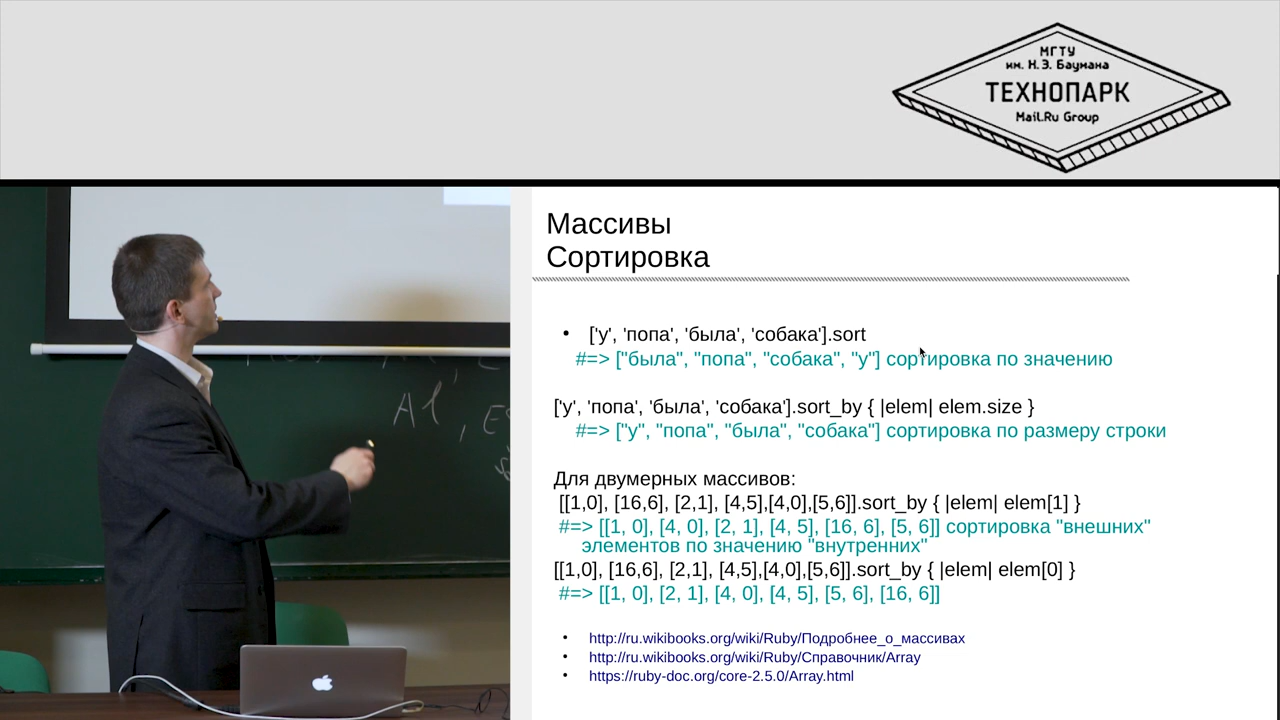 МГТУ
им. Н.Э. Баумана
ТЕХНОПАРК
Mail.Ru Group
Массивы
Сортировка
• ['у', 'попа', 'была', 'собака'].sort
#=> ["была", "попа", "собака", "у"] сортировка по значению
['у', 'попа', 'была', 'собака'].sort_by { |elem| elem.size }
#=> ["у", "попа", "была", "собака"] сортировка по размеру строки
Для двумерных массивов:
[[1,0], [16,6], [2,1], [4,5],[4,0],[5,6]].sort_by { |elem| elem[1] }
#=> [[1, 0], [4, 0], [2, 1], [4, 5], [16, 6], [5, 6]] сортировка "внешних"
элементов по значению "внутренних"
[[1,0], [16,6], [2,1], [4,5],[4,0],[5,6]].sort_by { |elem| elem[0] }
#=> [[1, 0], [2, 1], [4, 0], [4, 5], [5, 6], [16, 6]]
• http://ru.wikibooks.org/wiki/Ruby/Подробнее_о_массивах
• http://ru.wikibooks.org/wiki/Ruby/Справочник/Array
• https://ruby-doc.org/core-2.5.0/Array.html